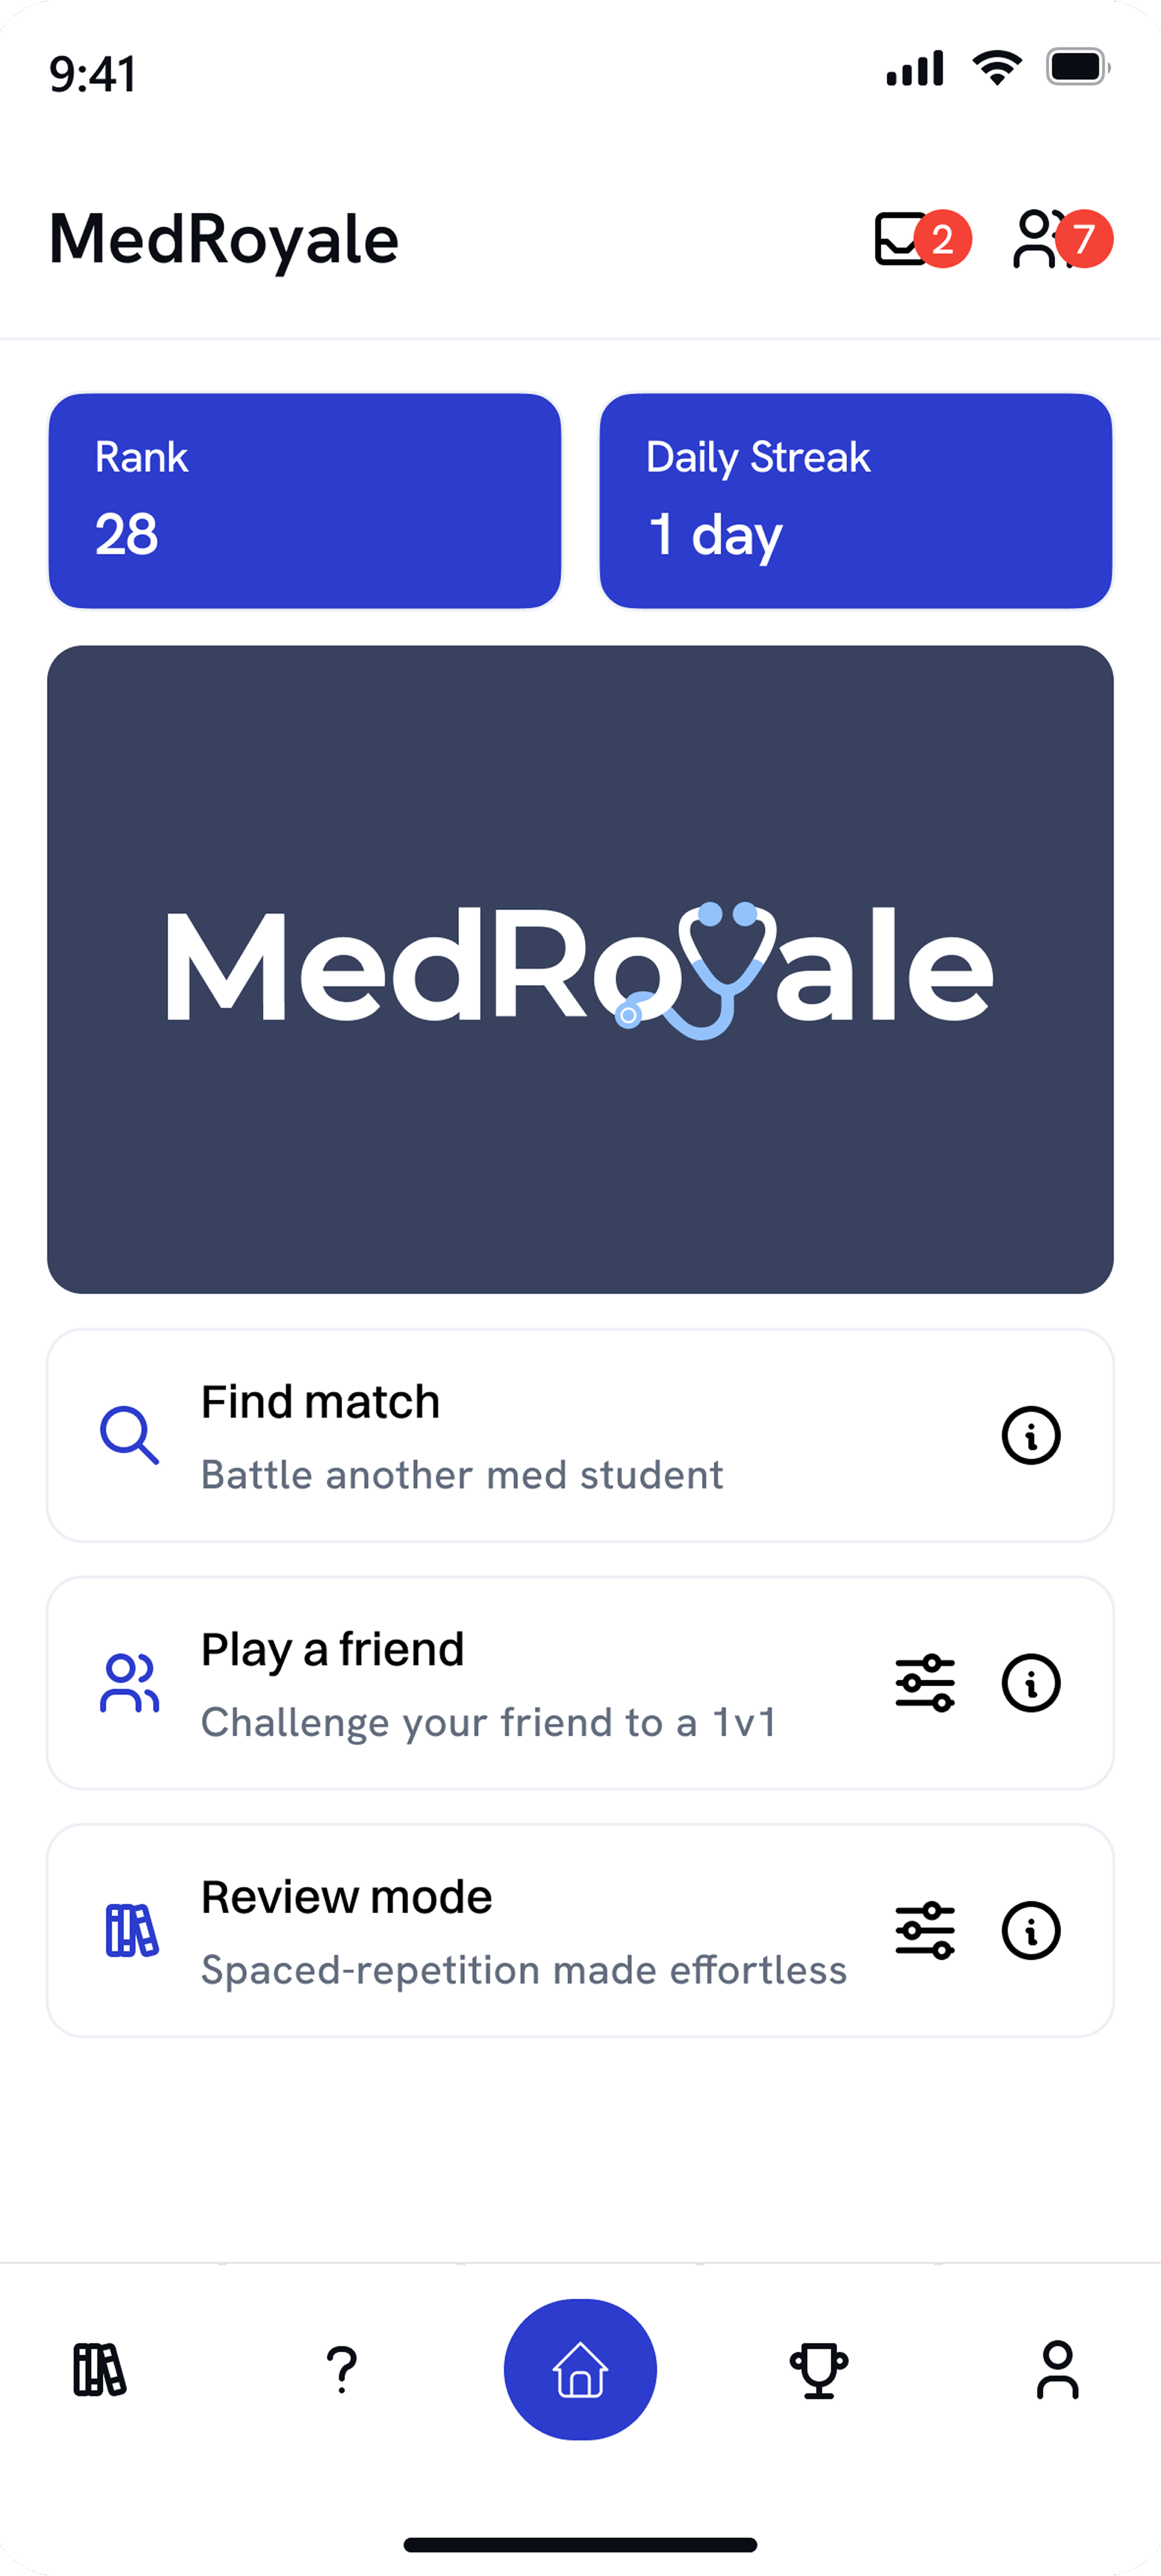 9:41
MedRoyale
2
7
Rank
28
Daily Streak
1 day
MedRoyale
Find match
Battle another med student
Play a friend
Challenge your friend to a 1v1
Review mode
Spaced-repetition made effortless
?